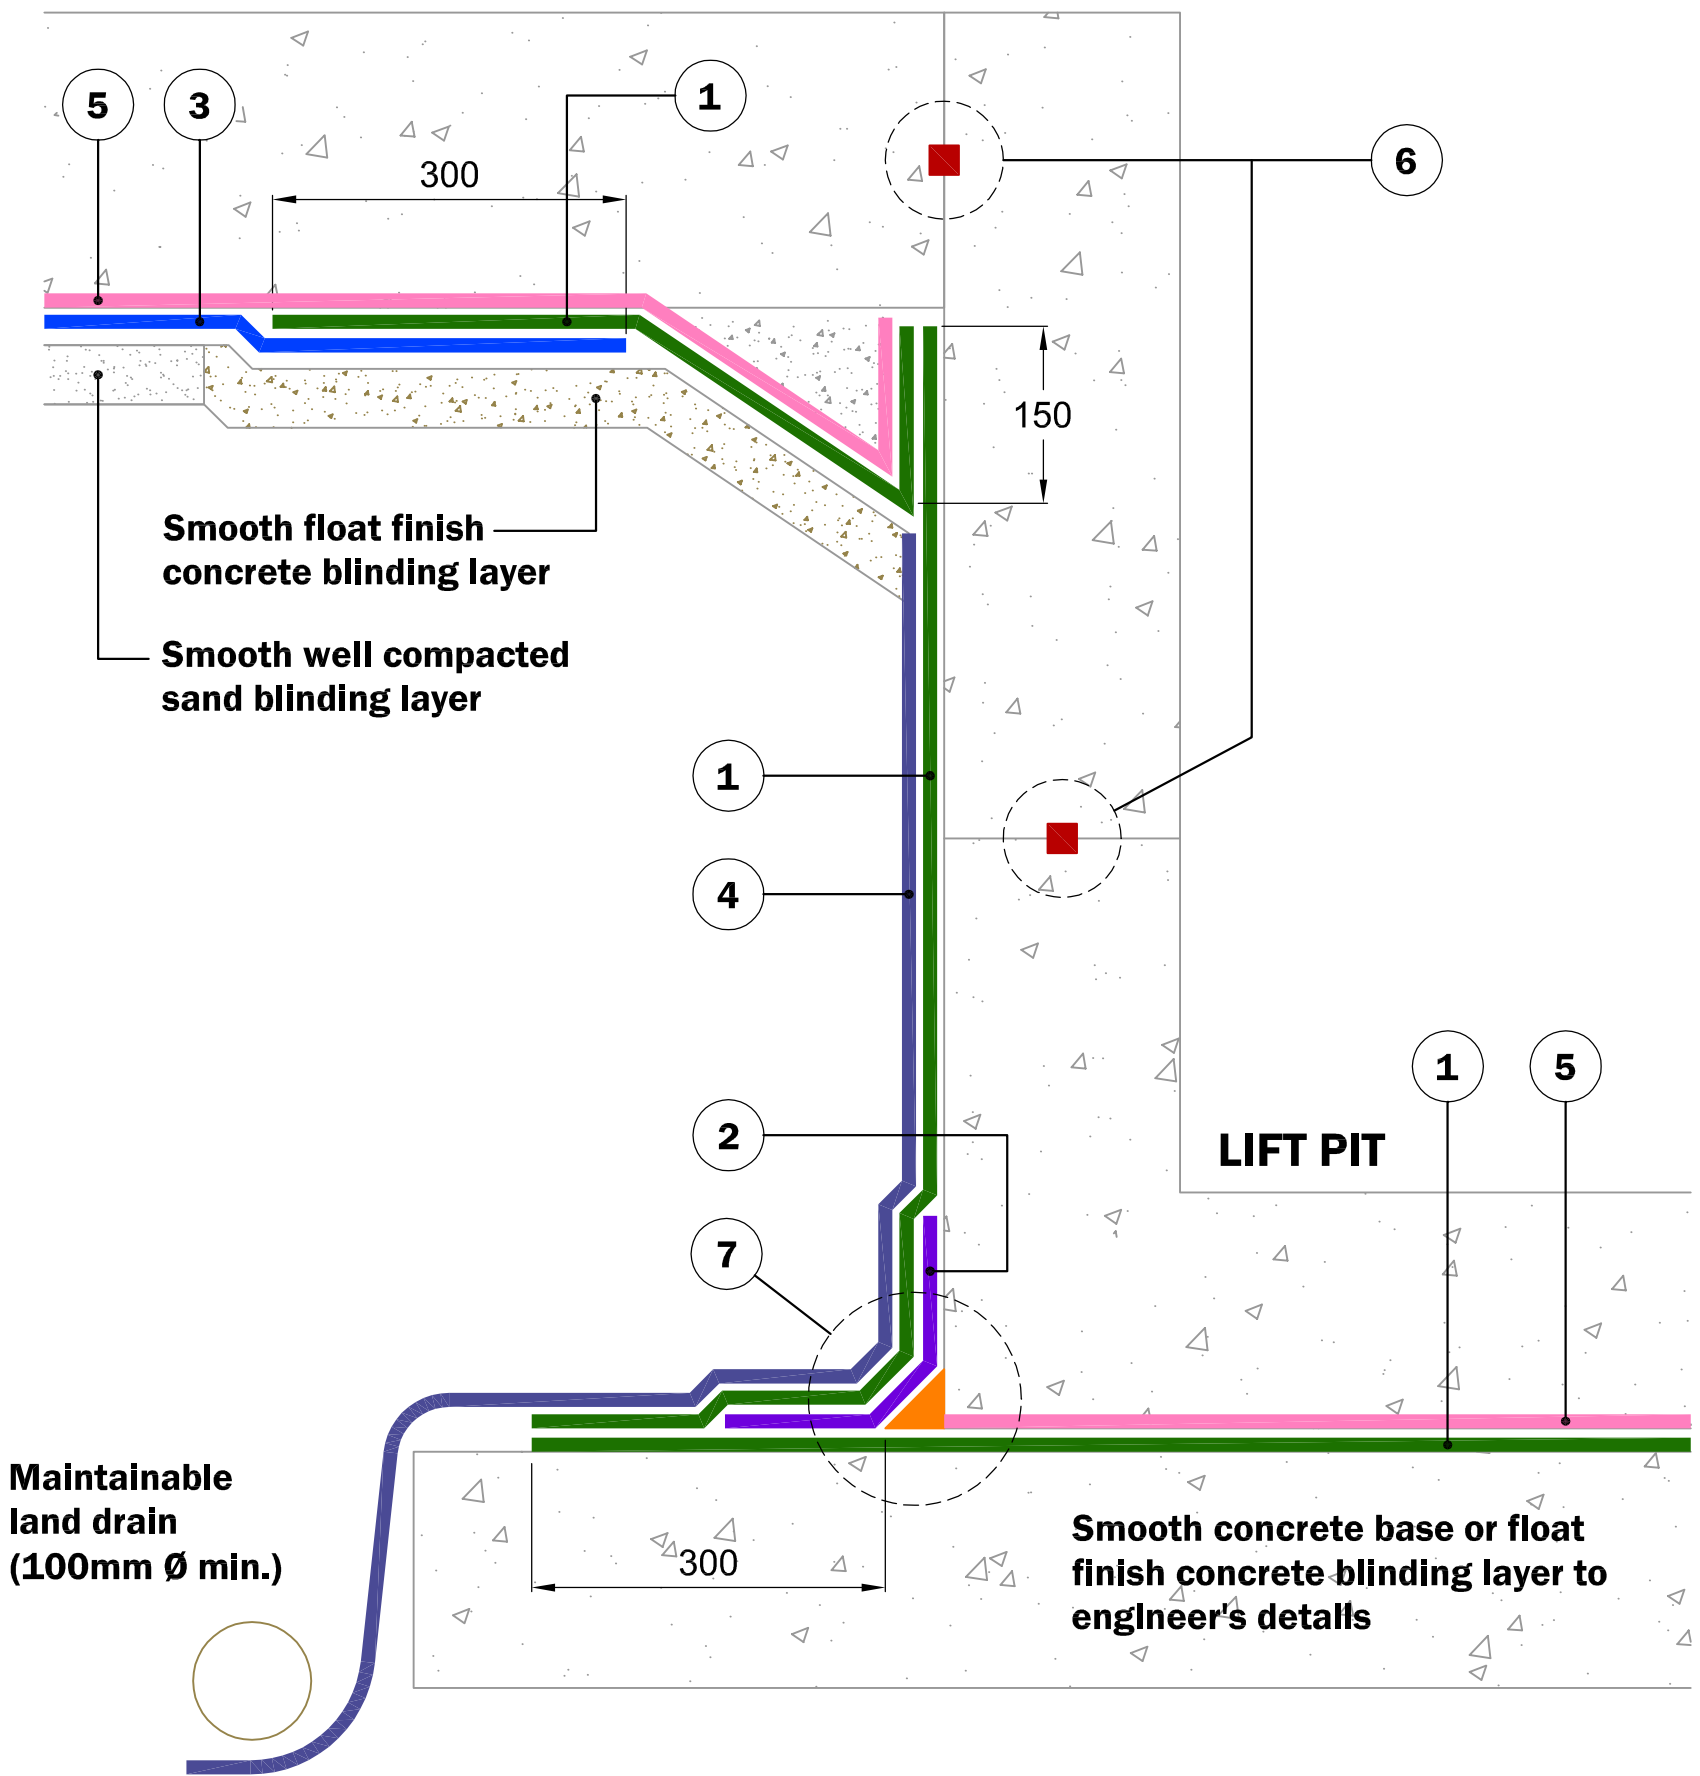 5
3
1
6
300
150
Smooth float finish
concrete blinding layer
Smooth well compacted
sand blinding layer
1
4
2
7
1
5
LIFT PIT
Maintainable
land drain
(100mm Ø min.)
300
Smooth concrete base or float
finish concrete blinding layer to
engineer's details